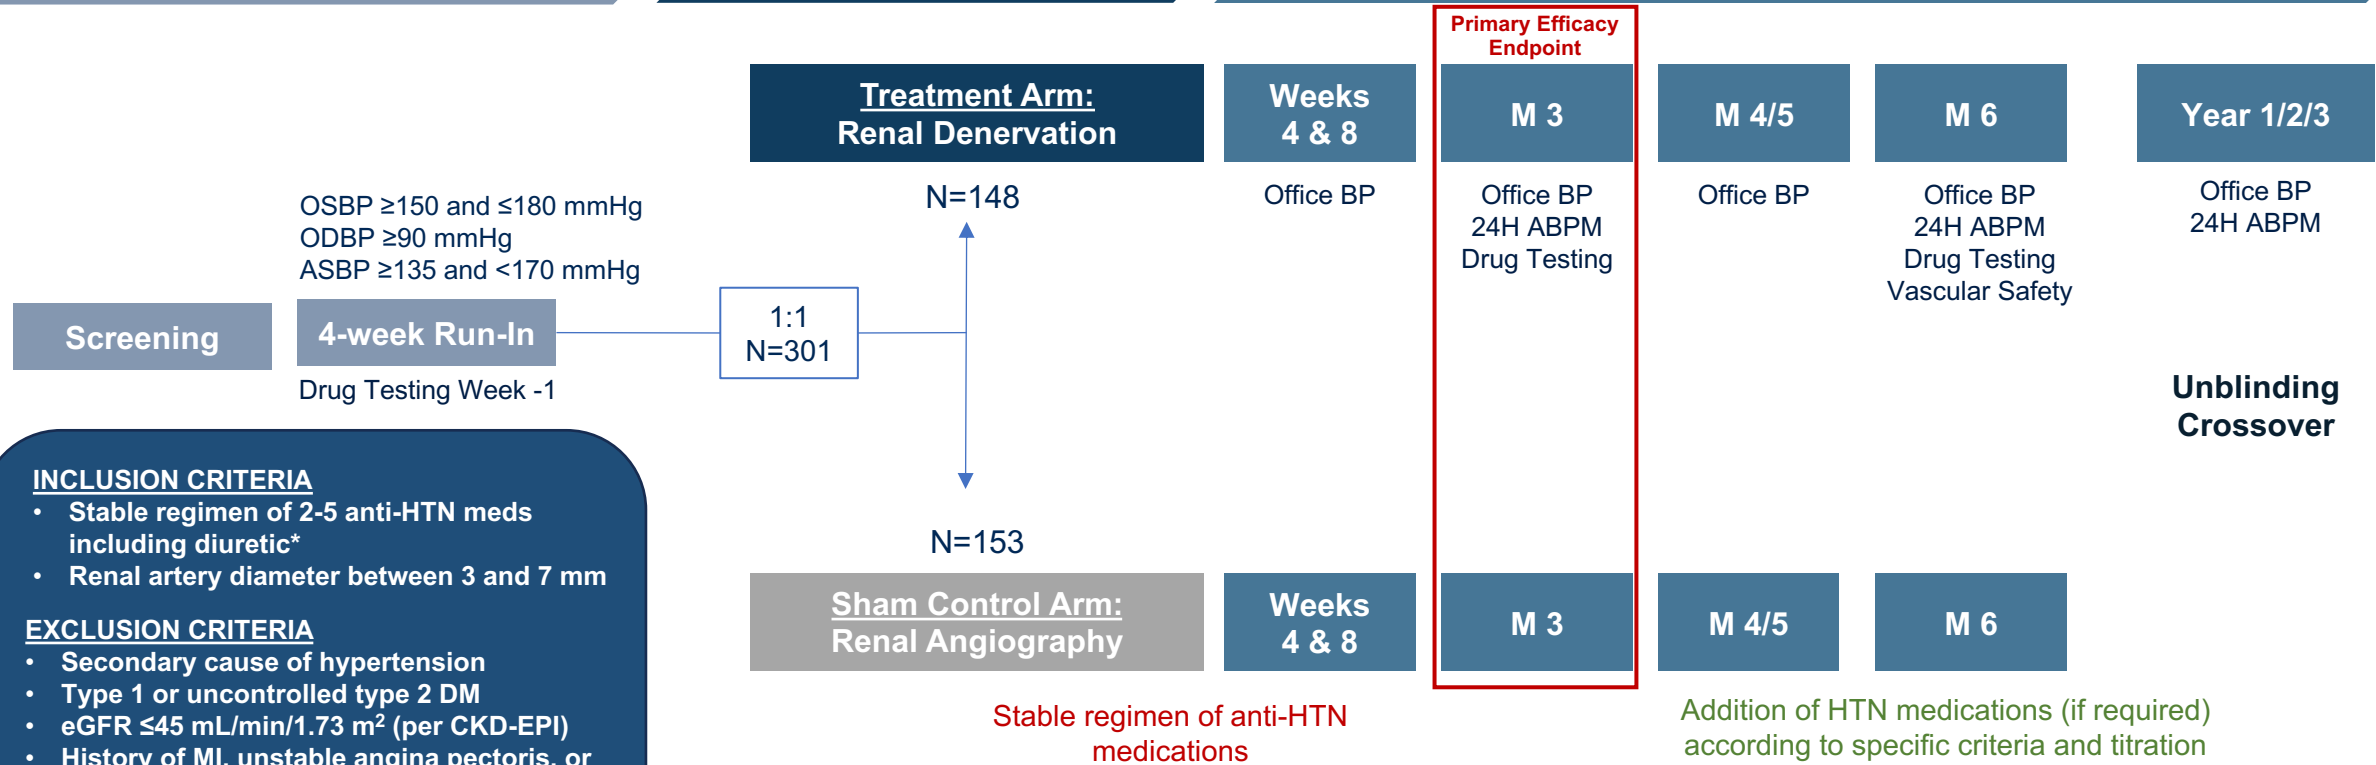 Primary Efficacy
Endpoint
Treatment Arm:
Renal Denervation
Weeks
4 & 8
M 3
M 4/5
M 6
Year 1/2/3
N=148
Office BP
Office BP
24H ABPM
Drug Testing
Office BP
Office BP
24H ABPM
Drug Testing
Vascular Safety
Office BP
24H ABPM
OSBP ≥150 and ≤180 mmHg
ODBP ≥90 mmHg
ASBP ≥135 and <170 mmHg
Screening
4-week Run-In
Drug Testing Week -1
1:1
N=301
Unblinding
Crossover
INCLUSION CRITERIA
• Stable regimen of 2-5 anti-HTN meds
including diuretic*
• Renal artery diameter between 3 and 7 mm
EXCLUSION CRITERIA
• Secondary cause of hypertension
• Type 1 or uncontrolled type 2 DM
• eGFR ≤45 mL/min/1.73 m² (per CKD-EPI)
• History of MI, unstable angina pectoris, or
N=153
Sham Control Arm:
Renal Angiography
Weeks
4 & 8
M 3
M 4/5
M 6
Stable regimen of anti-HTN
medications
Addition of HTN medications (if required)
according to specific criteria and titration